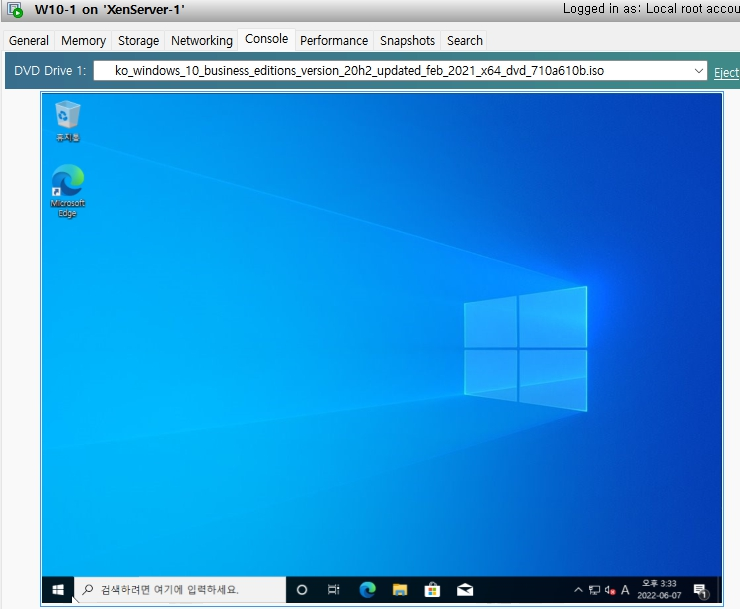 W10-1 on 'XenServer-1'
Logged in as: Local root accou
General Memory Storage Networking Console Performance Snapshots Search
DVD Drive 1: ko_windows_10_business_editions_version_20h2_updated_feb_2021_x64_dvd_710a610b.iso Eject
휴지통
Microsoft
Edge
검색하려면 여기에 입력하세요.
A
오후 3:33
2022-06-07
1